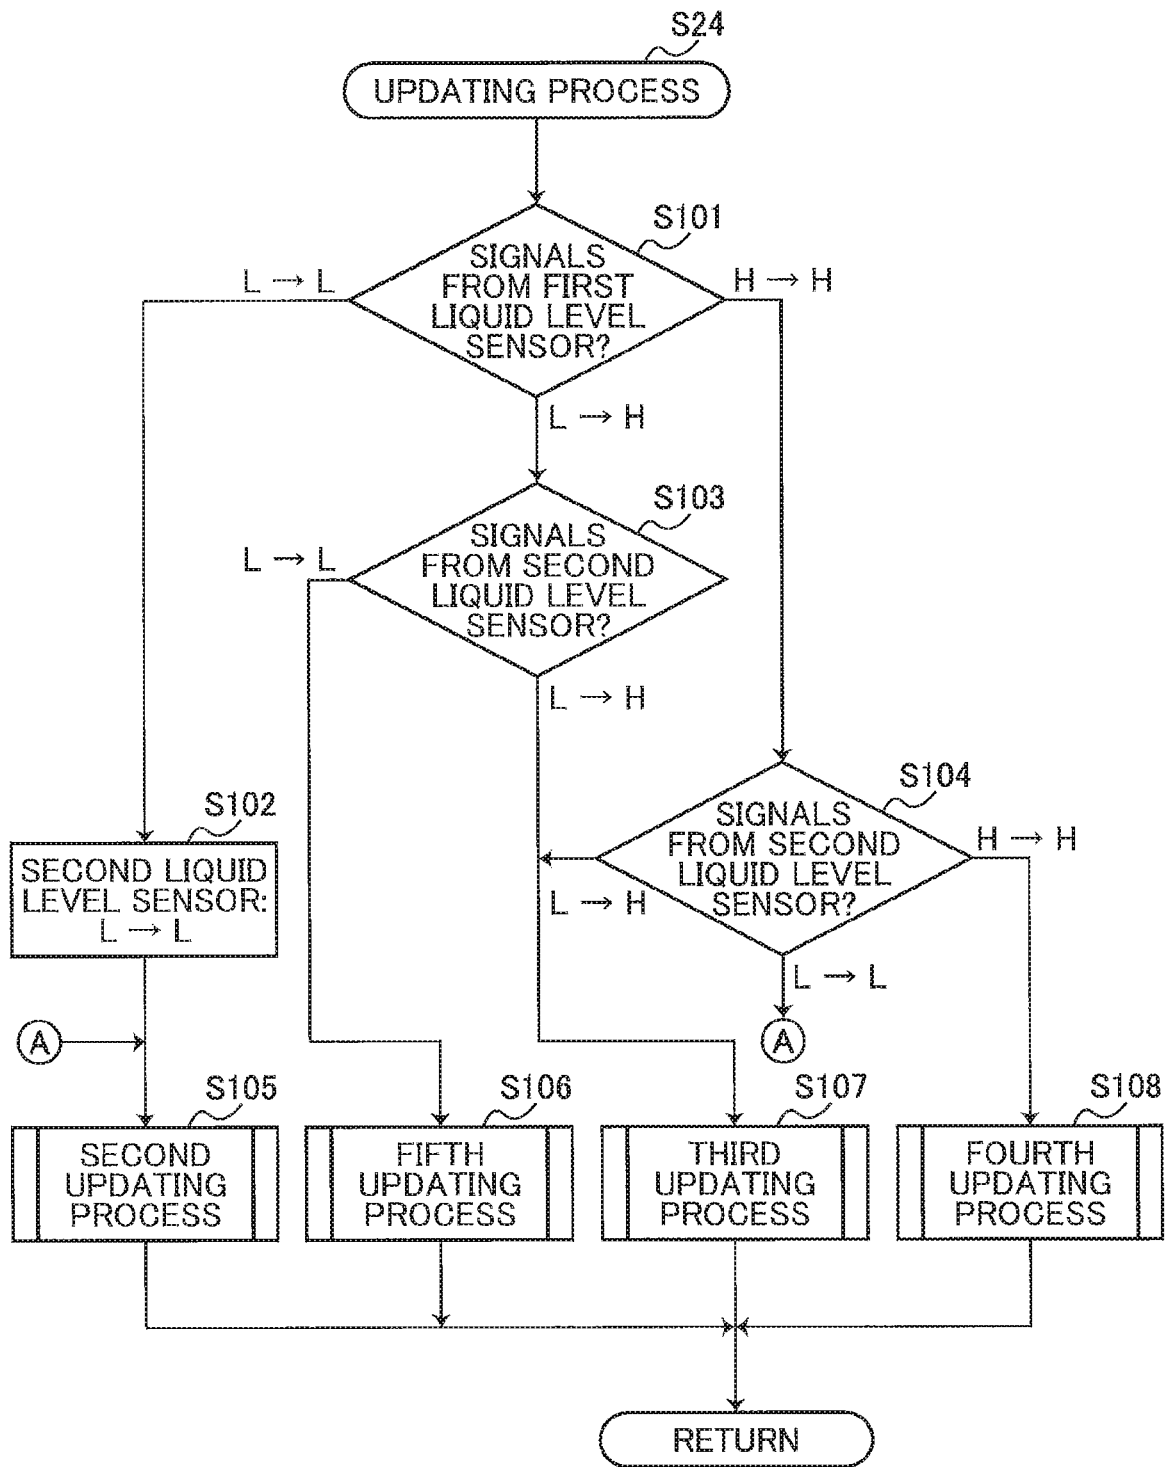 S24
UPDATING PROCESS
S101
SIGNALS
FROM FIRST
LIQUID LEVEL
SENSOR?
L → L
H → H
L → H
S103
SIGNALS
FROM SECOND
LIQUID LEVEL
SENSOR?
L → L
L → H
S104
SIGNALS
FROM SECOND
LIQUID LEVEL
SENSOR?
H → H
L → H
L → L
A
S102
SECOND LIQUID
LEVEL SENSOR:
L → L
A
S105
SECOND
UPDATING
PROCESS
S106
FIFTH
UPDATING
PROCESS
S107
THIRD
UPDATING
PROCESS
S108
FOURTH
UPDATING
PROCESS
RETURN